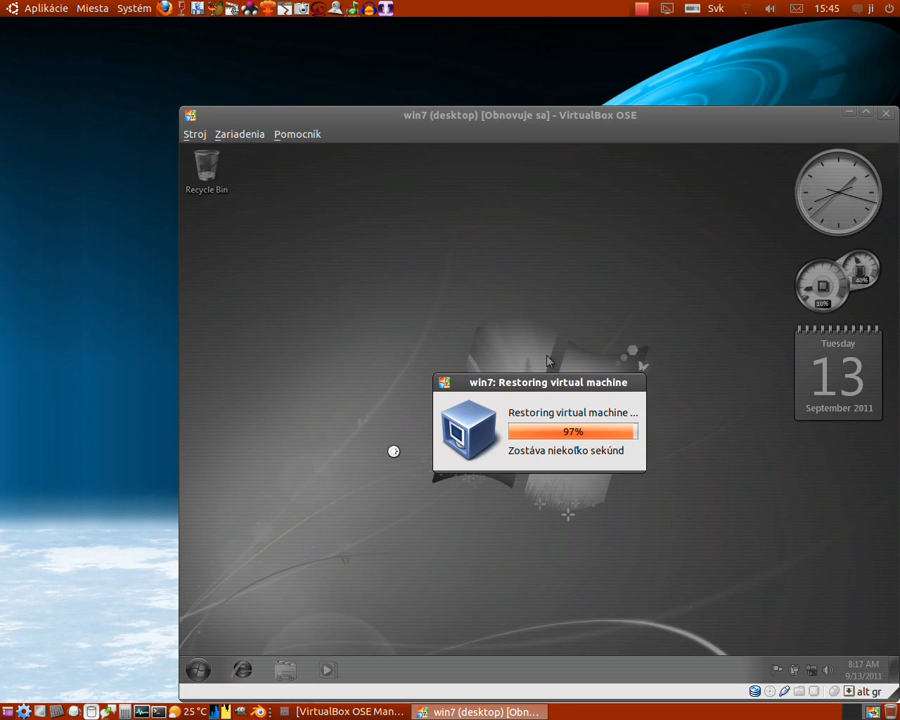 Aplikácie Miesta Systém
Svk
15:45
ji
win7 (desktop) [Obnovuje sa] - VirtualBox OSE
Stroj Zariadenia Pomocník
Recycle Bin
Tuesday
13
September 2011
win7: Restoring virtual machine
Restoring virtual machine ...
97%
Zostáva niekoľko sekúnd
8:17 AM
9/13/2011
alt gr
25 °C
[VirtualBox OSE Man...
win7 (desktop) [Obn...